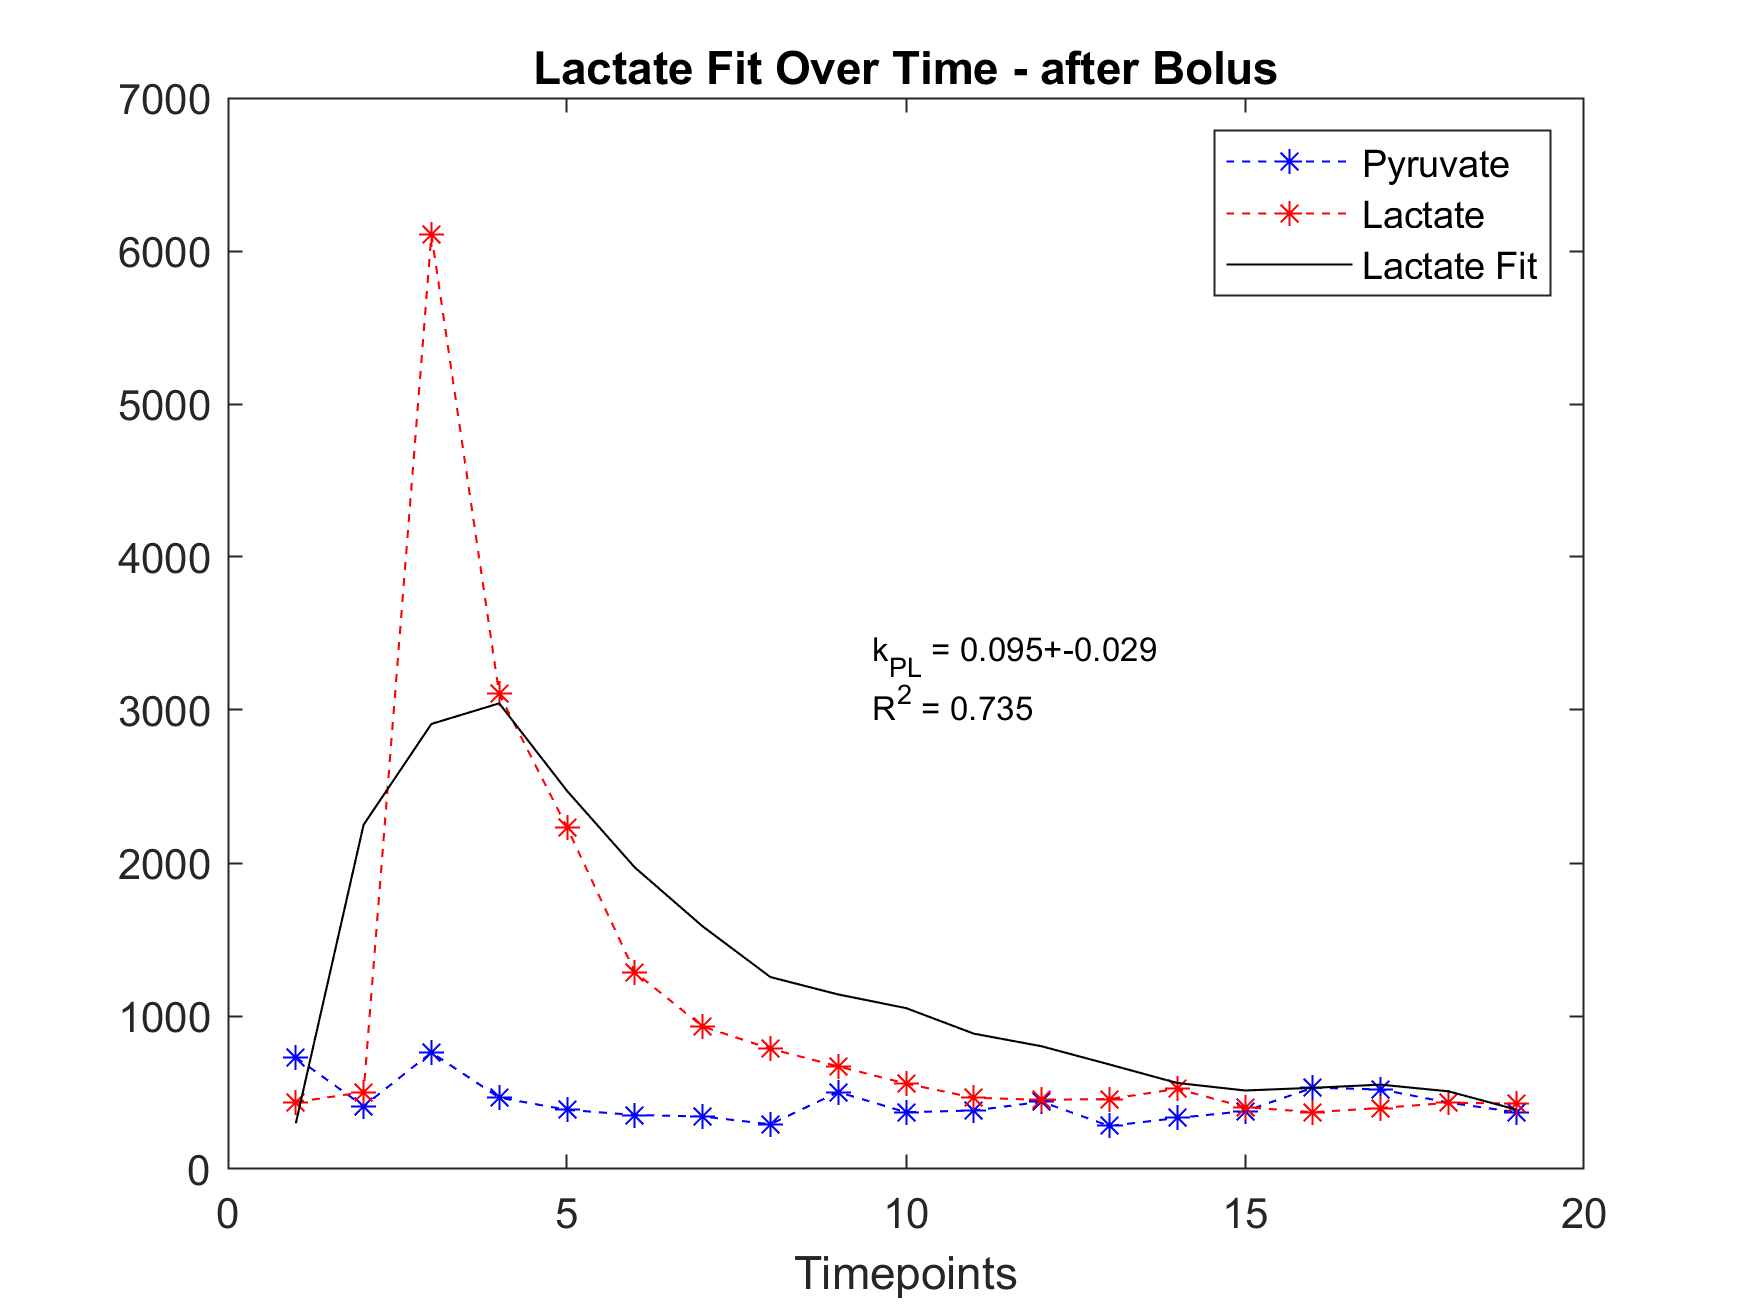 Lactate Fit Over Time - after Bolus
7000
6000
5000
4000
3000
2000
1000
0
Pyruvate
Lactate
Lactate Fit
kPL = 0.095+-0.029
R2 = 0.735
0 5 10 15 20
Timepoints